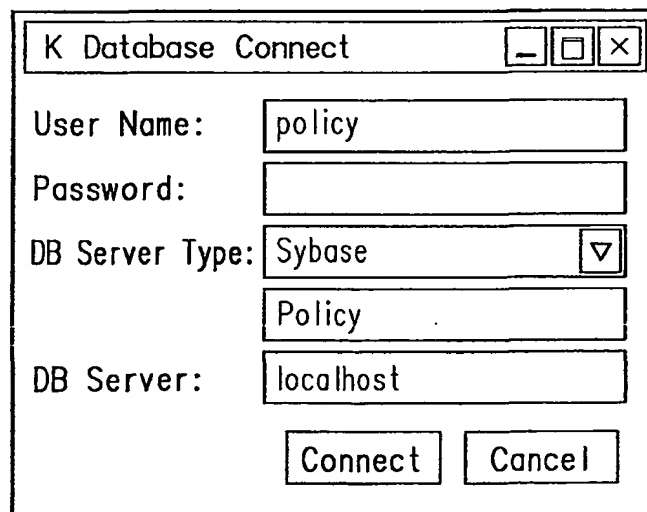 K Database Connect
User Name: policy
Password:
DB Server Type: Sybase
Policy
DB Server: localhost
Connect Cancel